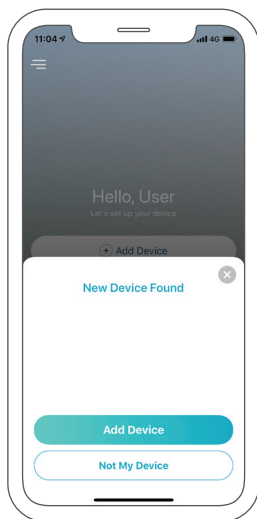 11:04
4G
Hello, User
Let's set up your device
Add Device
New Device Found
Add Device
Not My Device